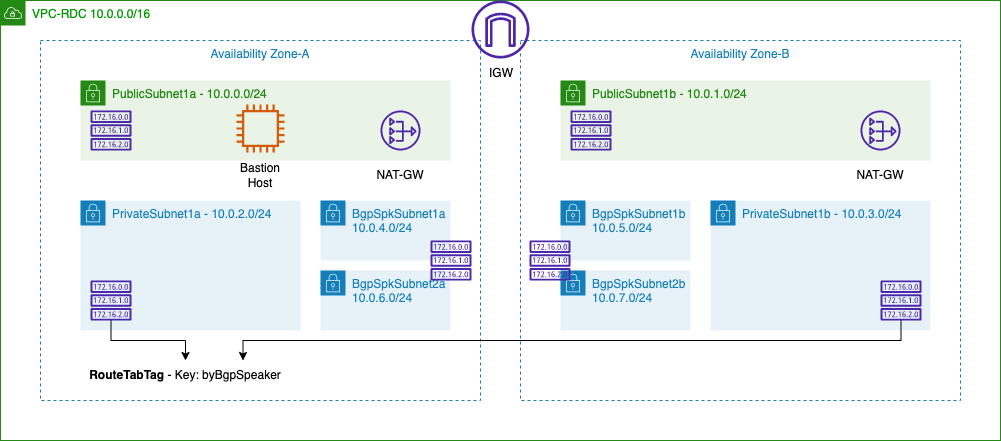 VPC-RDC 10.0.0.0/16
Availability Zone-A
Availability Zone-B
IGW
PublicSubnet1a - 10.0.0.0/24
172.16.0.0
172.16.1.0
172.16.2.0
Bastion
Host
NAT-GW
PublicSubnet1b - 10.0.1.0/24
172.16.0.0
172.16.1.0
172.16.2.0
NAT-GW
PrivateSubnet1a - 10.0.2.0/24
172.16.0.0
172.16.1.0
172.16.2.0
BgpSpkSubnet1a
10.0.4.0/24
172.16.0.0
172.16.1.0
172.16.2.0
BgpSpkSubnet2a
10.0.6.0/24
BgpSpkSubnet1b
10.0.5.0/24
172.16.0.0
172.16.1.0
172.16.2.0
BgpSpkSubnet2b
10.0.7.0/24
PrivateSubnet1b - 10.0.3.0/24
172.16.0.0
172.16.1.0
172.16.2.0
RouteTabTag - Key: byBgpSpeaker